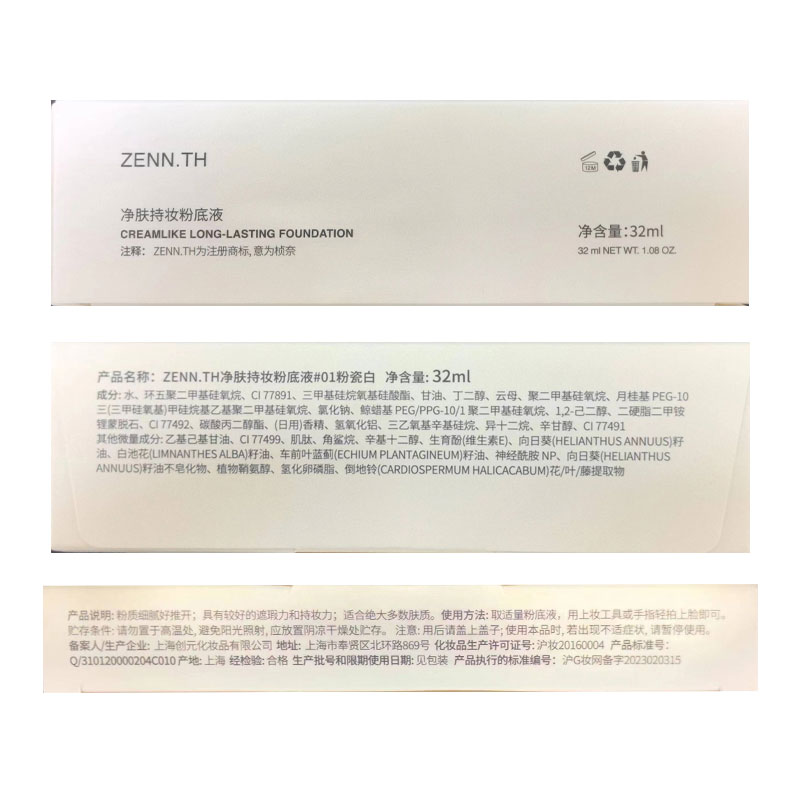 ZENN.TH
12M
净肤持妆粉底液
CREAMLIKE LONG-LASTING FOUNDATION
注释： ZENN.TH为注册商标, 意为桢奈
净含量：32ml
32 ml NET WT. 1.08 OZ.
产品名称： ZENN.TH净肤持妆粉底液#01粉瓷白 净含量: 32ml
成分: 水、环五聚二甲基硅氧烷、CI 77891、三甲基硅烷氧基硅酸酯、甘油、丁二醇、云母、聚二甲基硅氧烷、月桂基 PEG-10
三(三甲硅氧基)甲硅烷基乙基聚二甲基硅氧烷、氯化钠、鲸蜡基 PEG/PPG-10/1 聚二甲基硅氧烷、1,2-己二醇、二硬脂二甲铵
锂蒙脱石、CI 77492、碳酸丙二醇酯、(日用)香精、氢氧化铝、三乙氧基辛基硅烷、异十二烷、辛甘醇、CI 77491
其他微量成分: 乙基己基甘油、CI 77499、肌肽、角鲨烷、辛基十二醇、生育酚(维生素E)、向日葵(HELIANTHUS ANNUUS)籽
油、白池花(LIMNANTHES ALBA)籽油、车前叶蓝蓟(ECHIUM PLANTAGINEUM)籽油、神经酰胺 NP、向日葵(HELIANTHUS
ANNUUS)籽油不皂化物、植物鞘氨醇、氢化卵磷脂、倒地铃(CARDIOSPERMUM HALICACABUM)花/叶/藤提取物
产品说明: 粉质细腻好推开； 具有较好的遮瑕力和持妆力； 适合绝大多数肤质。使用方法: 取适量粉底液， 用上妆工具或手指轻拍上脸即可。
贮存条件: 请勿置于高温处, 避免阳光照射, 应放置阴凉干燥处贮存。 注意: 用后请盖上盖子; 使用本品时, 若出现不适症状, 请暂停使用。
备案人/生产企业: 上海创元化妆品有限公司 地址: 上海市奉贤区北环路869号 化妆品生产许可证号: 沪妆20160004 产品标准号：
Q/310120000204C010 产地: 上海 经检验: 合格 生产批号和限期使用日期: 见包装 产品执行的标准编号： 沪G妆网备字2023020315